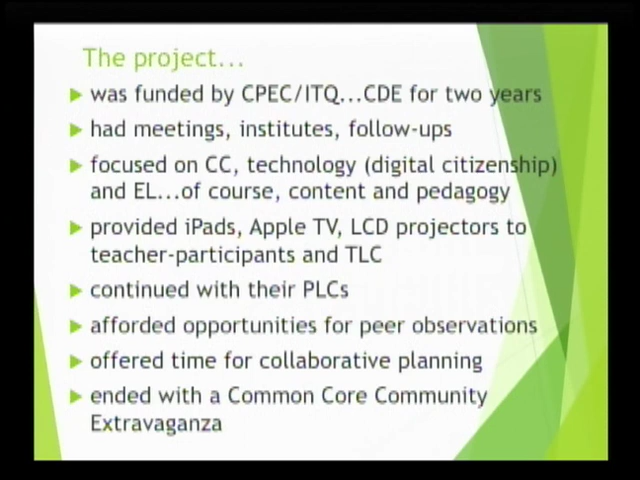 The project...
was funded by CPEC/ITQ...CDE for two years
had meetings, institutes, follow-ups
focused on CC, technology (digital citizenship)
and EL...of course, content and pedagogy
provided iPads, Apple TV, LCD projectors to
teacher-participants and TLC
continued with their PLCs
afforded opportunities for peer observations
offered time for collaborative planning
ended with a Common Core Community
Extravaganza